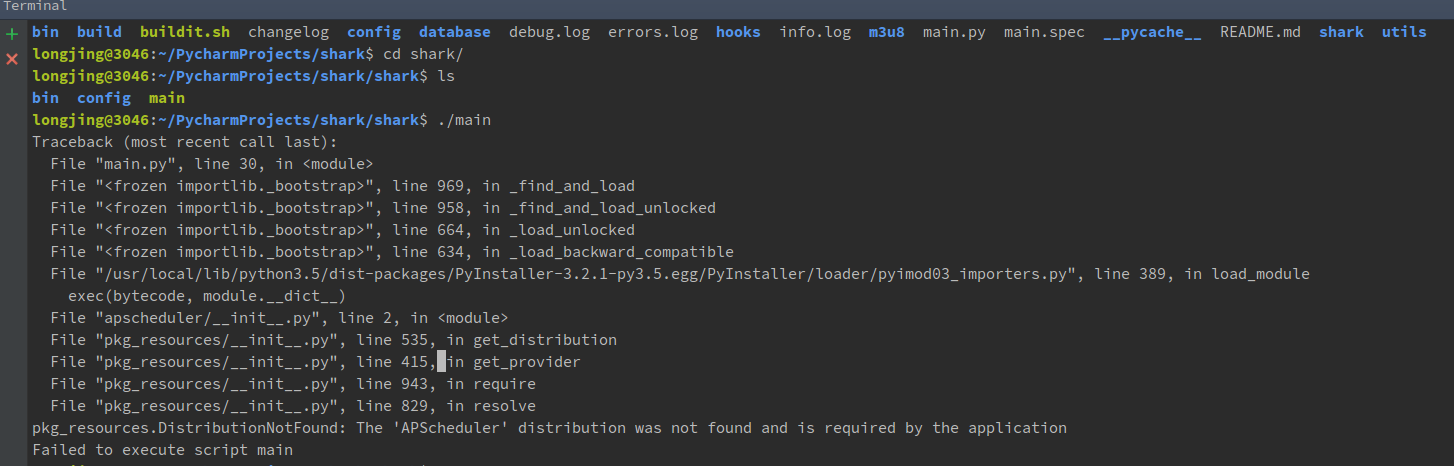 Terminal
bin build buildit.sh changelog config database debug.log errors.log hooks info.log m3u8 main.py main.spec __pycache__ README.md shark utils
longjing@3046:~/PycharmProjects/shark$ cd shark/
longjing@3046:~/PycharmProjects/shark/shark$ ls
bin config main
longjing@3046:~/PycharmProjects/shark/shark$ ./main
Traceback (most recent call last):
  File "main.py", line 30, in <module>
  File "<frozen importlib._bootstrap>", line 969, in _find_and_load
  File "<frozen importlib._bootstrap>", line 958, in _find_and_load_unlocked
  File "<frozen importlib._bootstrap>", line 664, in _load_unlocked
  File "<frozen importlib._bootstrap>", line 634, in _load_backward_compatible
  File "/usr/local/lib/python3.5/dist-packages/PyInstaller-3.2.1-py3.5.egg/PyInstaller/loader/pyimod03_importers.py", line 389, in load_module
    exec(bytecode, module.__dict__)
  File "apscheduler/__init__.py", line 2, in <module>
  File "pkg_resources/__init__.py", line 535, in get_distribution
  File "pkg_resources/__init__.py", line 415, in get_provider
  File "pkg_resources/__init__.py", line 943, in require
  File "pkg_resources/__init__.py", line 829, in resolve
pkg_resources.DistributionNotFound: The 'APScheduler' distribution was not found and is required by the application
Failed to execute script main